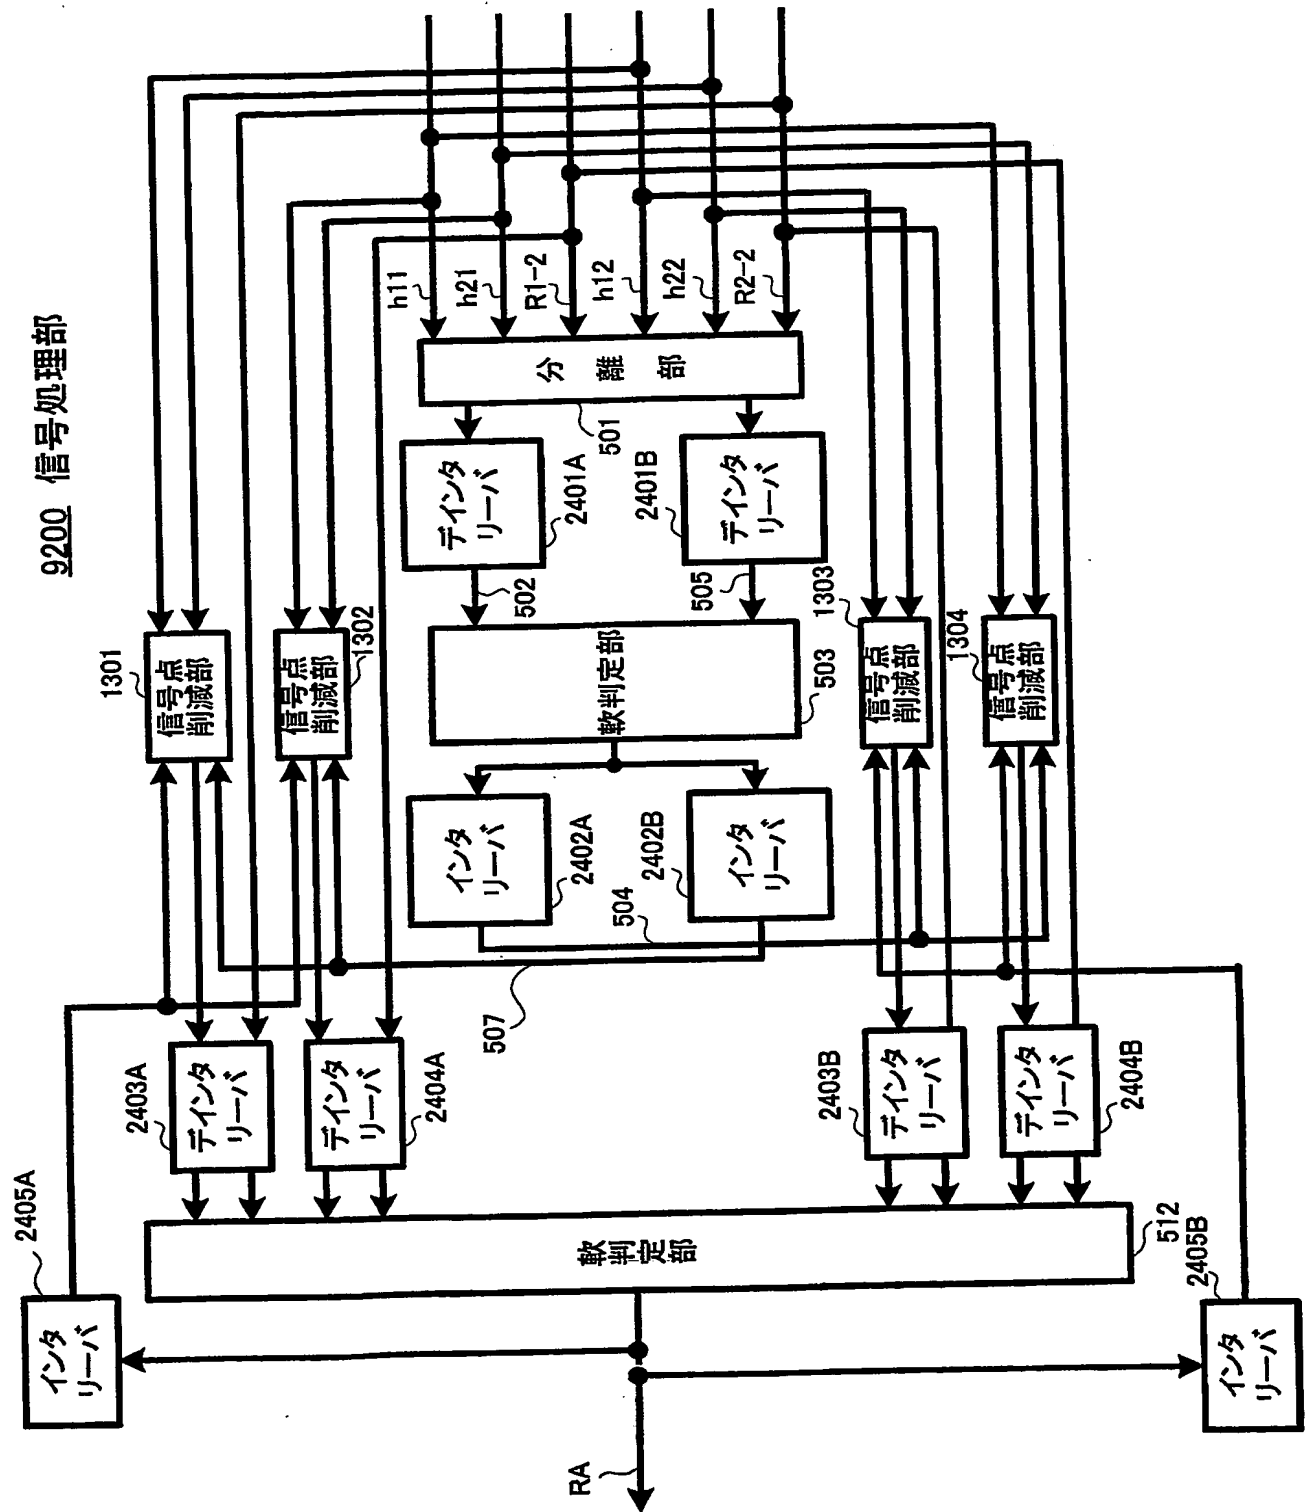 9200 信号処理部
h11
h21
R1-2
h12
h22
R2-2
分離部
501
デインタ
リーバ
2401A
デインタ
リーバ
2401B
502
505
軟判定部
503
インタ
リーバ
2402A
インタ
リーバ
2402B
504
507
1301
信号点
削減部
1302
信号点
削減部
1303
信号点
削減部
1304
信号点
削減部
2403A
デインタ
リーバ
2404A
デインタ
リーバ
2403B
デインタ
リーバ
2404B
デインタ
リーバ
軟判定部
512
2405A
インタ
リーバ
2405B
インタ
リーバ
RA